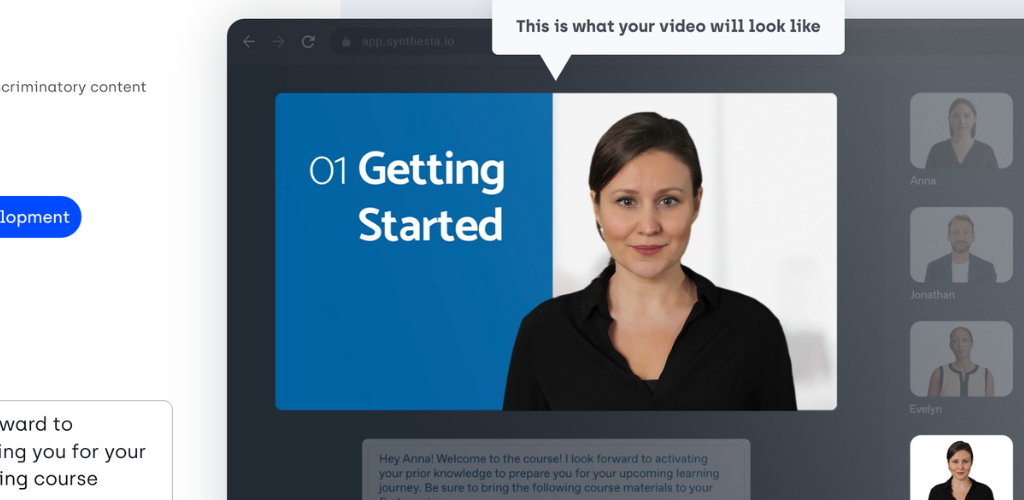 This is what your video will look like
app.synthesia.io
criminatory content
01 Getting
Started
Anna
lopment
Jonathan
Evelyn
ward to
ing you for your
ing course
Hey Anna! Welcome to the course! I look forward to activating
your prior knowledge to prepare you for your upcoming learning
journey. Be sure to bring the following course materials to your